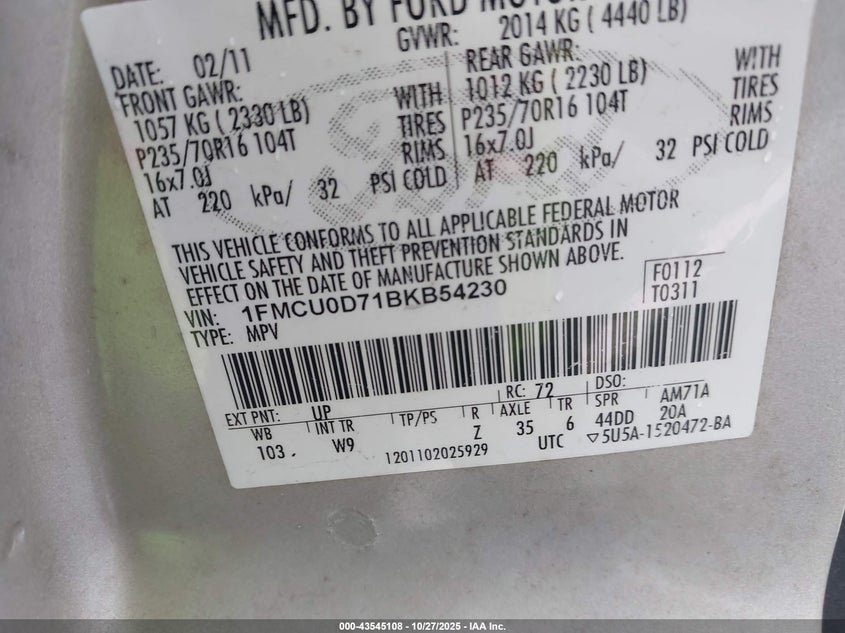 MFD. BY FORD MOTOR
GVWR: 2014 KG ( 4440 LB)
DATE: 02/11
FRONT GAWR:
1057 KG ( 2330 LB) WITH
P235/70R16 104T TIRES
16x7.0J RIMS
AT 220 kPa/ 32 PSI COLD
REAR GAWR: WITH
1012 KG ( 2230 LB) TIRES
P235/70R16 104T RIMS
16x7.0J
AT 220 kPa/ 32 PSI COLD
THIS VEHICLE CONFORMS TO ALL APPLICABLE FEDERAL MOTOR
VEHICLE SAFETY AND THEFT PREVENTION STANDARDS IN
EFFECT ON THE DATE OF MANUFACTURE SHOWN ABOVE.
VIN: 1FMCU0D71BKB54230
TYPE: MPV
F0112
T0311
EXT PNT: UP RC: 72 DSO:
WB INT TR TP/PS R AXLE TR SPR AM71A
103 . W9 Z 35 6 44DD 20A
1201102025929 UTC ▽5U5A-1520472-BA
000-43545108 - 10/27/2025 - IAA Inc.